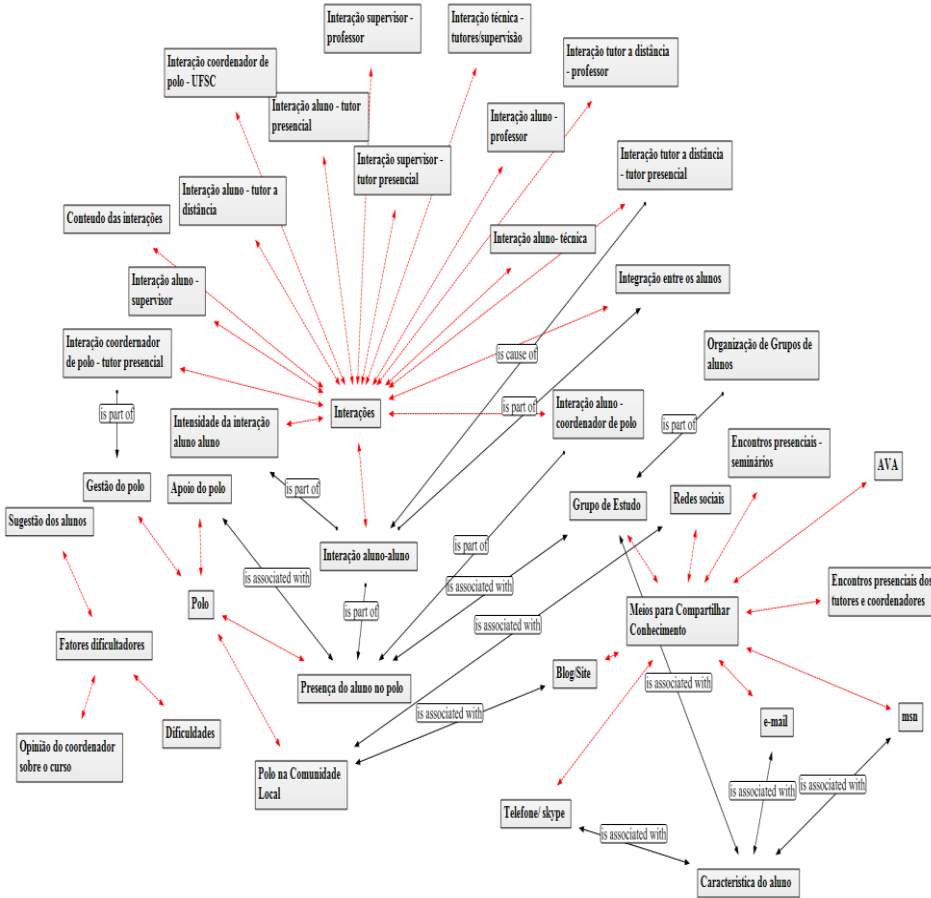 Interação supervisor -
professor
Interação técnica -
tutores/supervisão
Interação coordenador de
polo - UFSC
Interação tutor a distância
- professor
Interação aluno - tutor
presencial
Interação aluno -
professor
Interação supervisor -
tutor presencial
Interação tutor a distância
- tutor presencial
Interação aluno - tutor a
distância
Conteudo das interações
Interação aluno- técnica
Interação aluno -
supervisor
Integração entre os alunos
Interação coordernador
de polo - tutor presencial
is cause of
Organização de Grupos de
alunos
is part of
Intensidade da interação
aluno aluno
Interações
is part of
Interação aluno -
coordenador de polo
is part of
Encontros presenciais -
seminários
AVA
Gestão do polo
Apoio do polo
is part of
Grupo de Estudo
Redes sociais
Sugestão dos alunos
Interação aluno-aluno
is part of
is associated with
is associated with
Encontros presenciais dos
tutores e coordenadores
Polo
is part of
is associated with
Meios para Compartilhar
Conhecimento
Fatores dificultadores
Presença do aluno no polo
Blog/Site
is associated with
is associated with
e-mail
msn
Dificuldades
Opinião do coordenador
sobre o curso
Polo na Comunidade
Local
is associated with
is associated with
Telefone/ skype
is associated with
Caracteristica do aluno